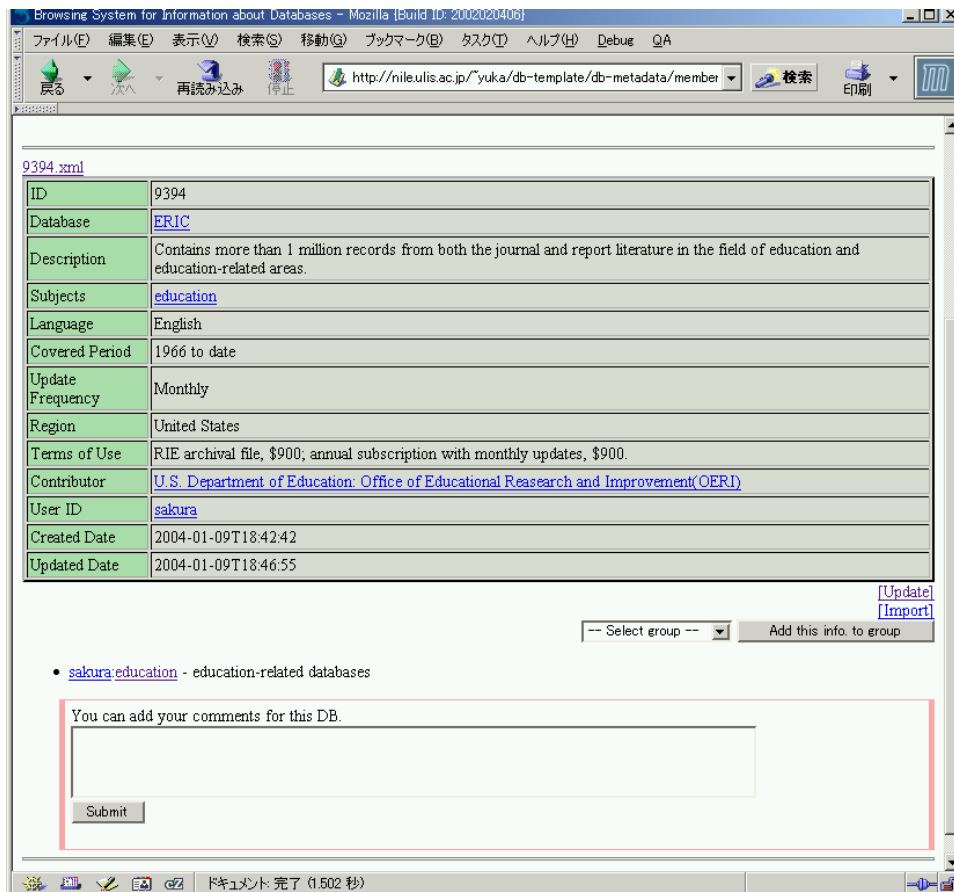 Browsing System for Information about Databases - Mozilla {Build ID: 2002020406}
ファイル(F) 編集(E) 表示(V) 検索(S) 移動(G) ブックマーク(B) タスク(T) ヘルプ(H) Debug QA
戻る 次へ 再読み込み 停止 http://nile.ulis.ac.jp/~yuka/db-template/db-metadata/member 検索 印刷
9394.xml
ID 9394
Database ERIC
Description Contains more than 1 million records from both the journal and report literature in the field of education and
education-related areas.
Subjects education
Language English
Covered Period 1966 to date
Update
Frequency Monthly
Region United States
Terms of Use RIE archival file, $900; annual subscription with monthly updates, $900.
Contributor U.S. Department of Education: Office of Educational Reasearch and Improvement(OERI)
User ID sakura
Created Date 2004-01-09T18:42:42
Updated Date 2004-01-09T18:46:55
[Update]
[Import]
-- Select group -- Add this info. to group
• sakura:education - education-related databases
You can add your comments for this DB.
Submit
ドキュメント: 完了 (1.502 秒)